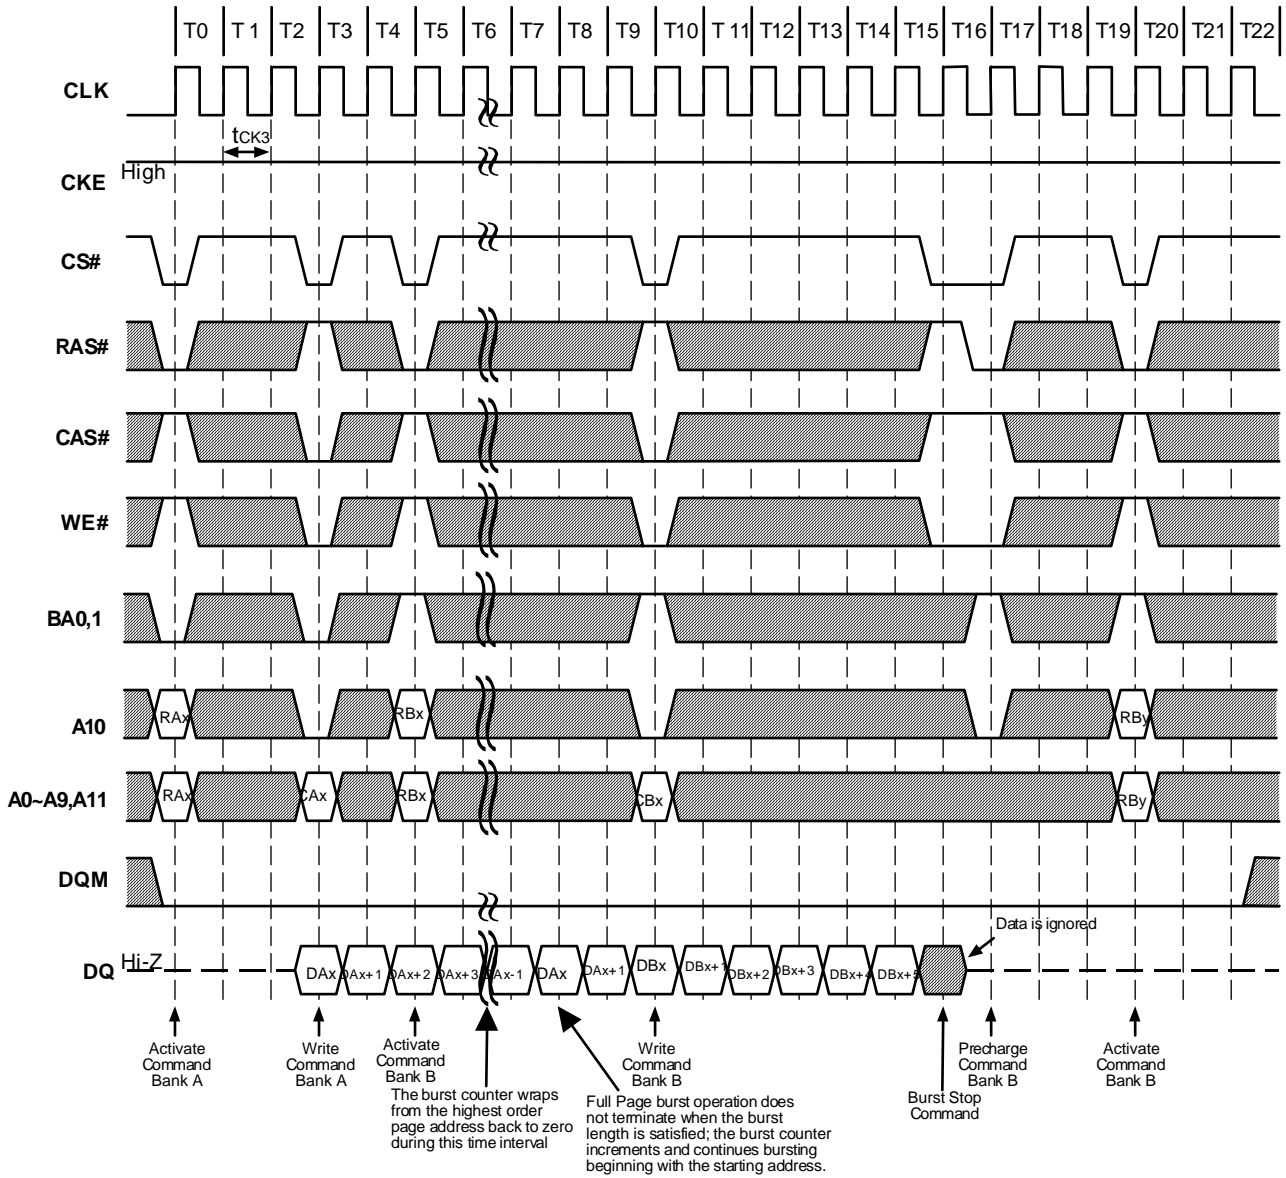 T0 T 1 T2 T3 T4 T5 T6 T7 T8 T9 T10 T 11 T12 T13 T14 T15 T16 T17 T18 T19 T20 T21 T22
CLK
tCK3
High
CKE
CS#
RAS#
CAS#
WE#
BA0,1
A10
RAx RBx RBy
A0~A9,A11
RAx CAx RBx CBx RBy
DQM
Data is ignored
DQ
Hi-Z
DAx DAx+1 DAx+2 DAx+3 DAx-1 DAx DAx+1 DBx DBx+1 DBx+2 DBx+3 DBx+4 DBx+5
Activate
Command
Bank A
Write
Command
Bank A
Activate
Command
Bank B
The burst counter wraps
from the highest order
page address back to zero
during this time interval
Full Page burst operation does
not terminate when the burst
length is satisfied; the burst counter
increments and continues bursting
beginning with the starting address.
Write
Command
Bank B
Burst Stop
Command
Precharge
Command
Bank B
Activate
Command
Bank B